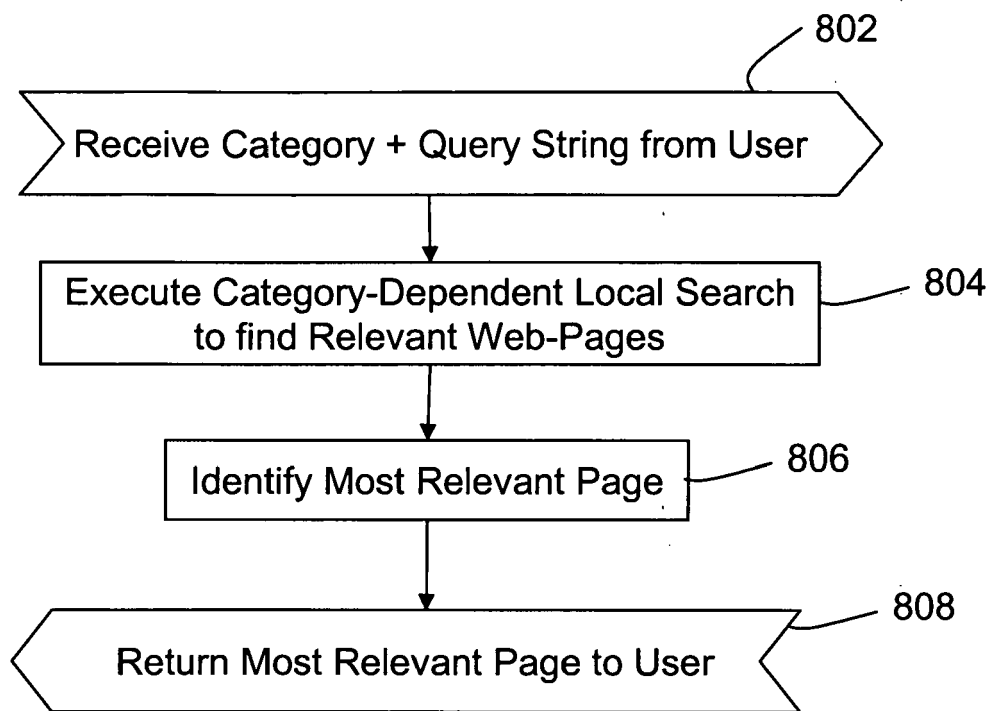 802
Receive Category + Query String from User
Execute Category-Dependent Local Search
to find Relevant Web-Pages
804
Identify Most Relevant Page
806
808
Return Most Relevant Page to User